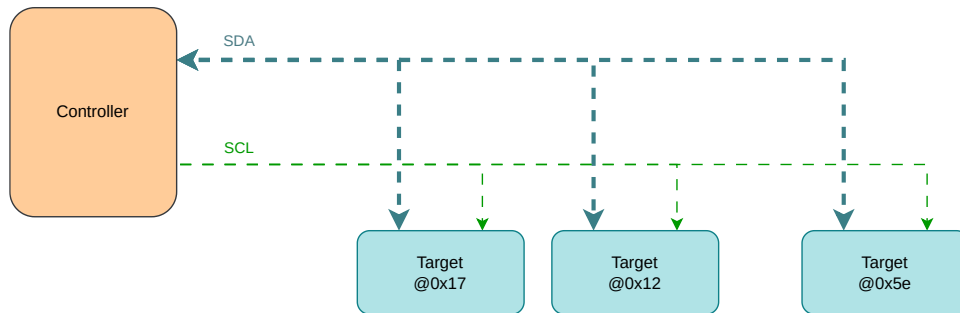 SDA
Controller
SCL
Target
@0x17
Target
@0x12
Target
@0x5e